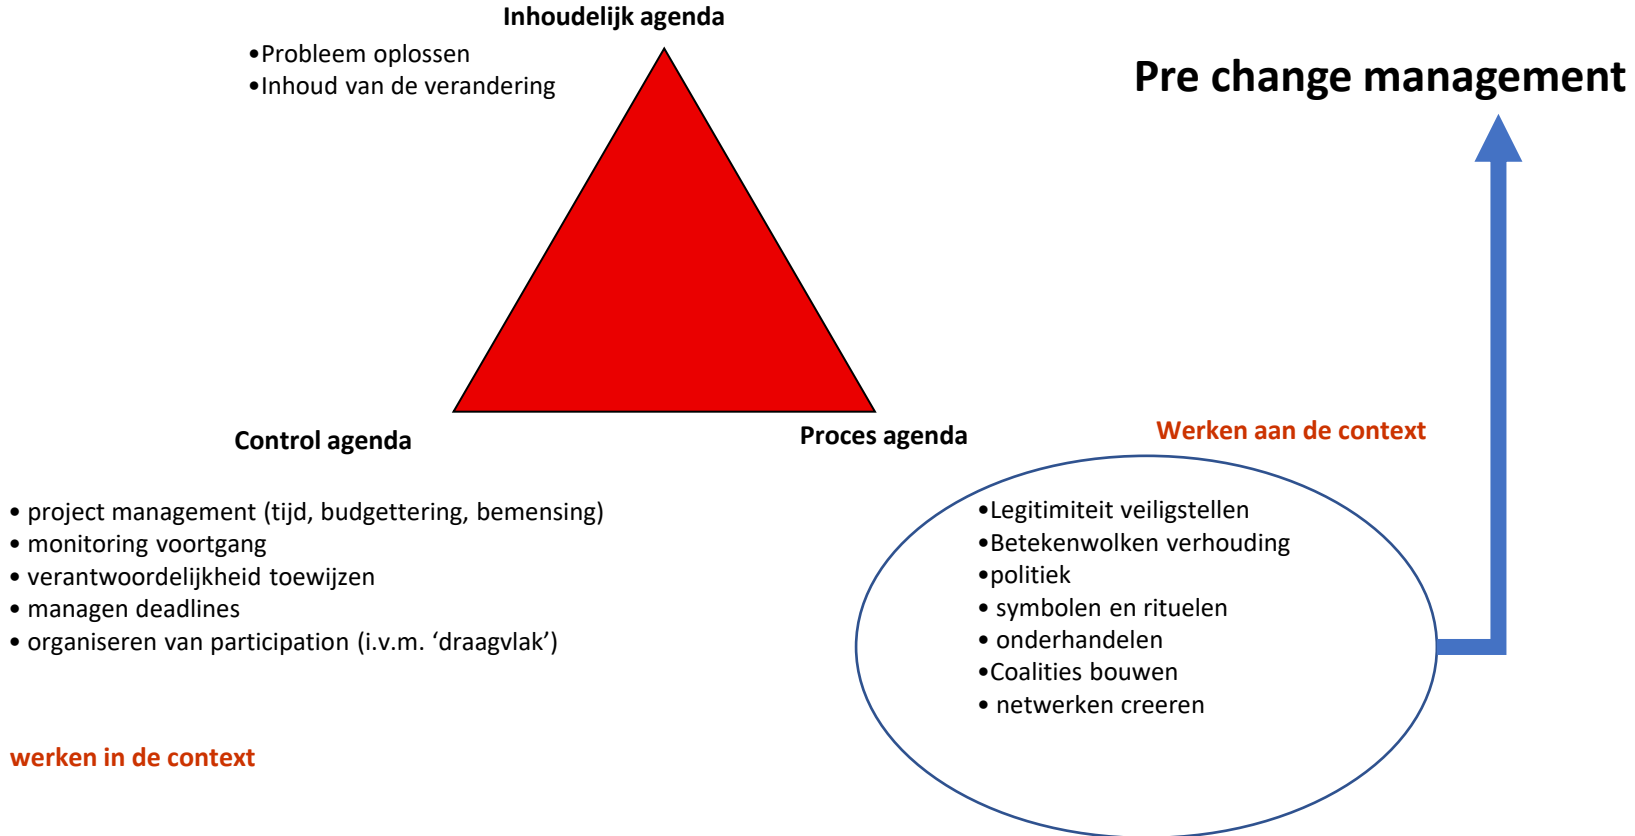 Inhoudelijk agenda
•Probleem oplossen
•Inhoud van de verandering
Pre change management
Control agenda
Proces agenda
Werken aan de context
• project management (tijd, budgettering, bemensing)
• monitoring voortgang
• verantwoordelijkheid toewijzen
• managen deadlines
• organiseren van participation (i.v.m. ‘draagvlak’)
•Legitimiteit veiligstellen
•Betekenwolken verhouding
•politiek
• symbolen en rituelen
• onderhandelen
•Coalities bouwen
• netwerken creeren
werken in de context